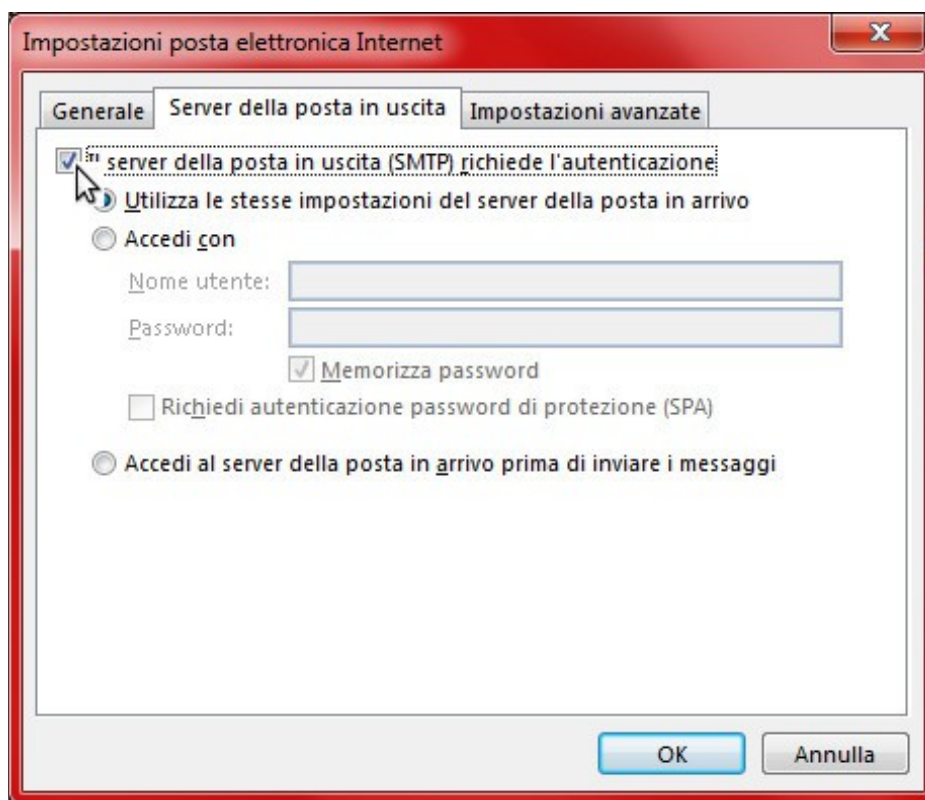 Impostazioni posta elettronica Internet
Generale Server della posta in uscita Impostazioni avanzate
server della posta in uscita (SMTP) richiede l'autenticazione
Utilizza le stesse impostazioni del server della posta in arrivo
Accedi con
Nome utente:
Password:
Memorizza password
Richiedi autenticazione password di protezione (SPA)
Accedi al server della posta in arrivo prima di inviare i messaggi
OK Annulla